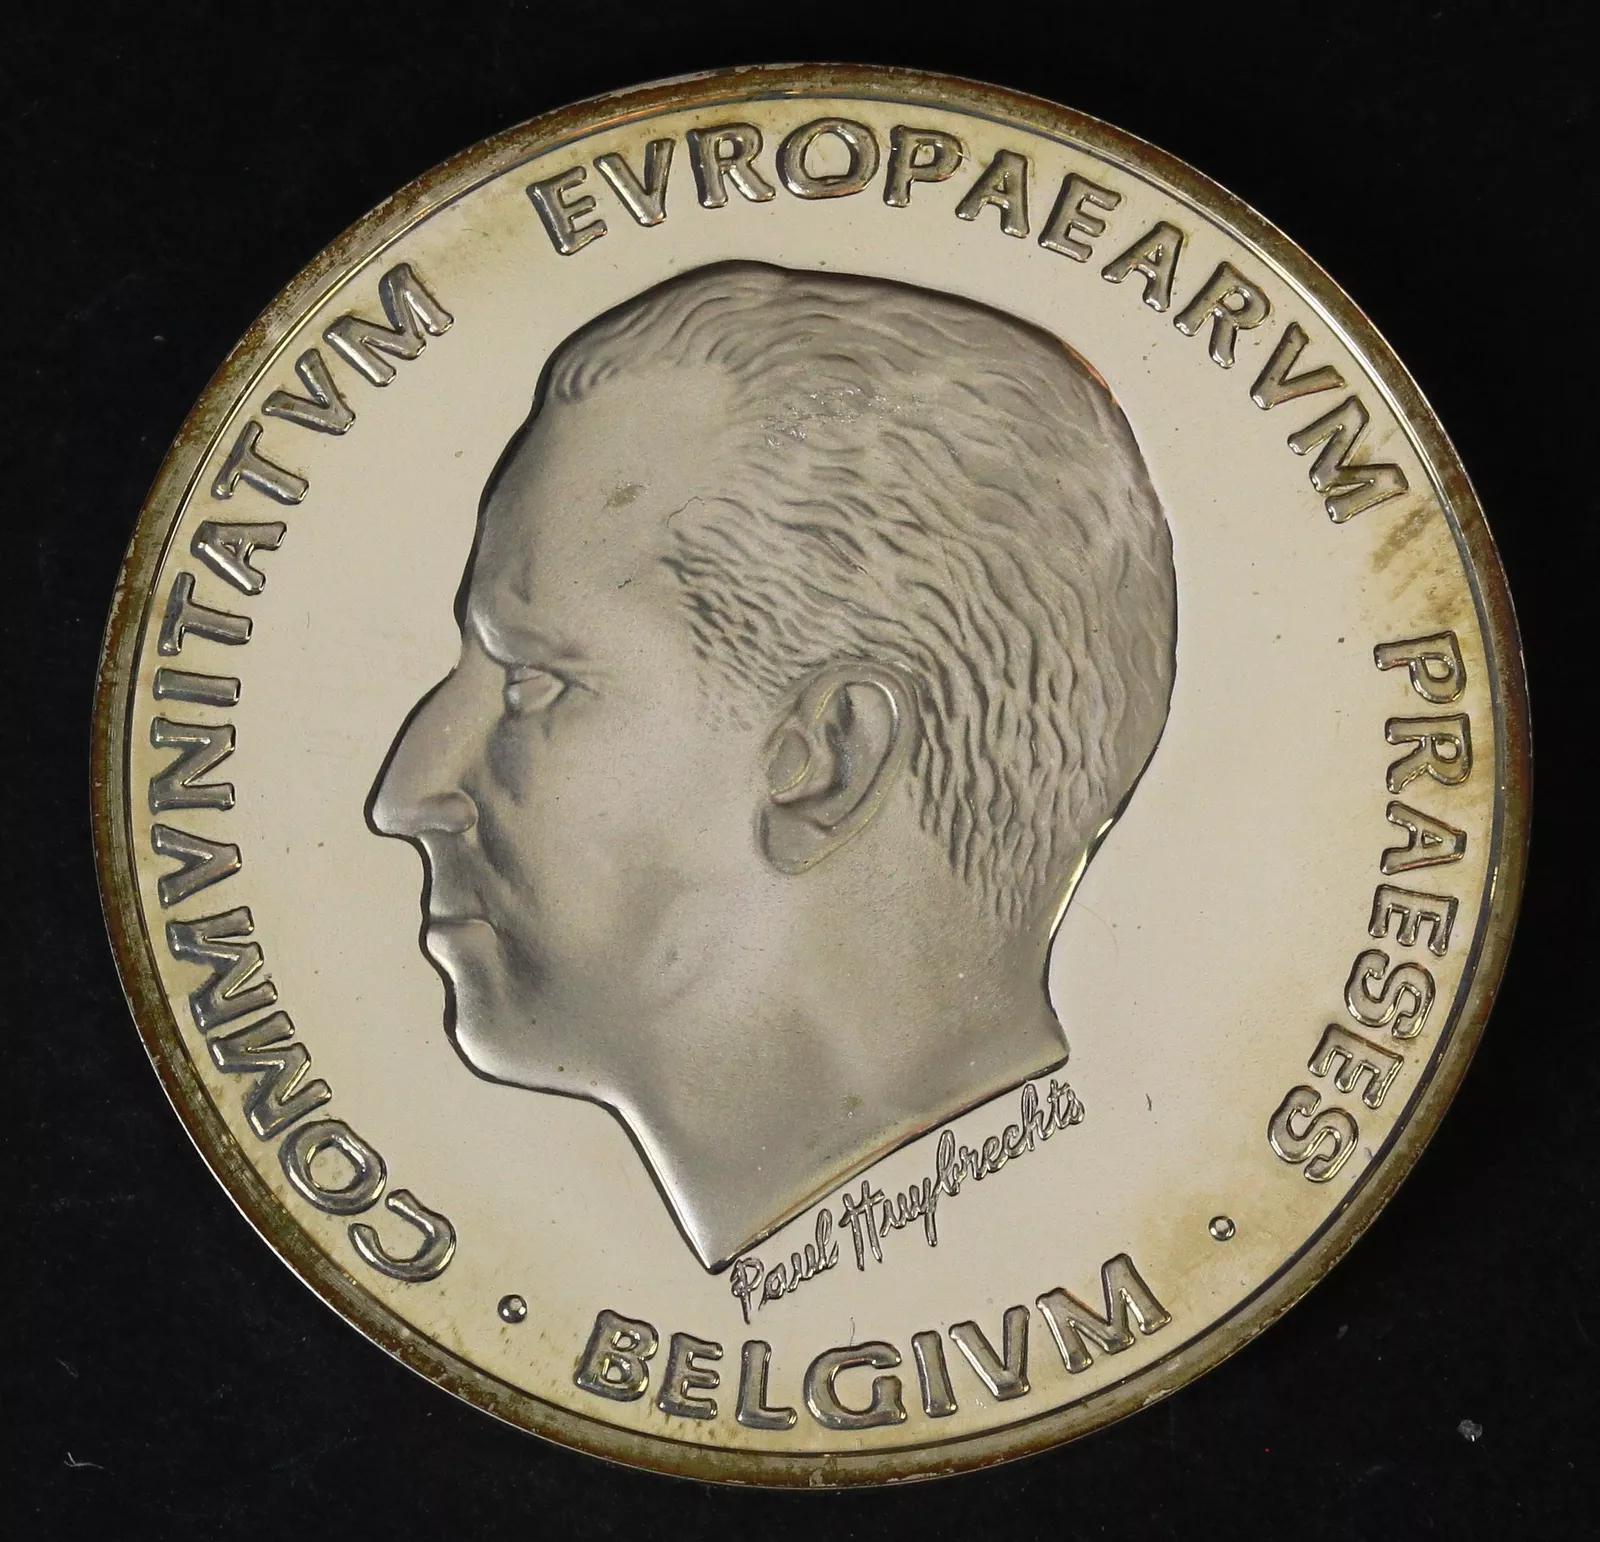 COMMVNITATVM EVROPAEARVM PRAESES
· BELGIVM ·
Paul Huybrechts